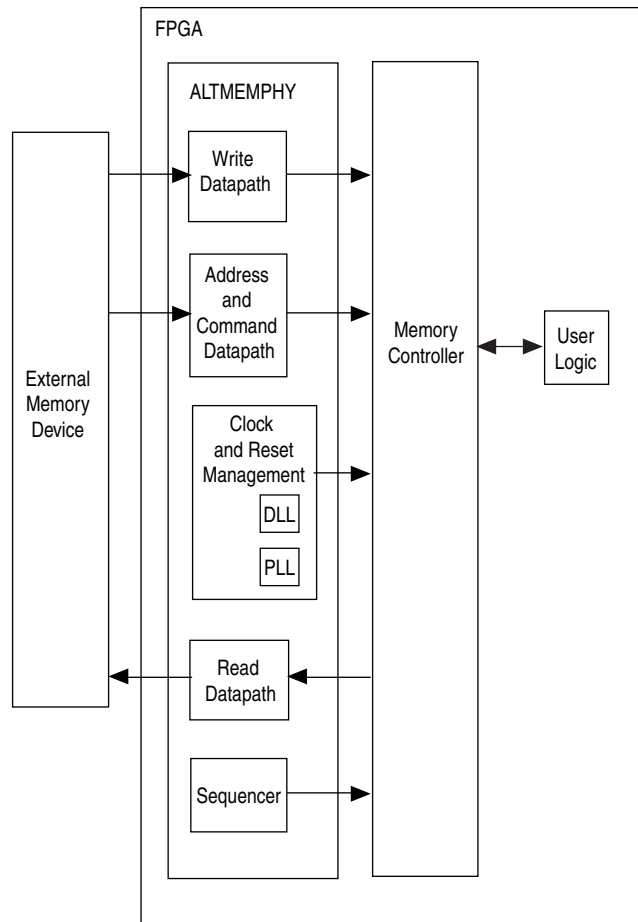 FPGA
ALTMEMPHY
Write
Datapath
Address
and
Command
Datapath
Memory
Controller
User
Logic
External
Memory
Device
Clock
and Reset
Management
DLL
PLL
Read
Datapath
Sequencer